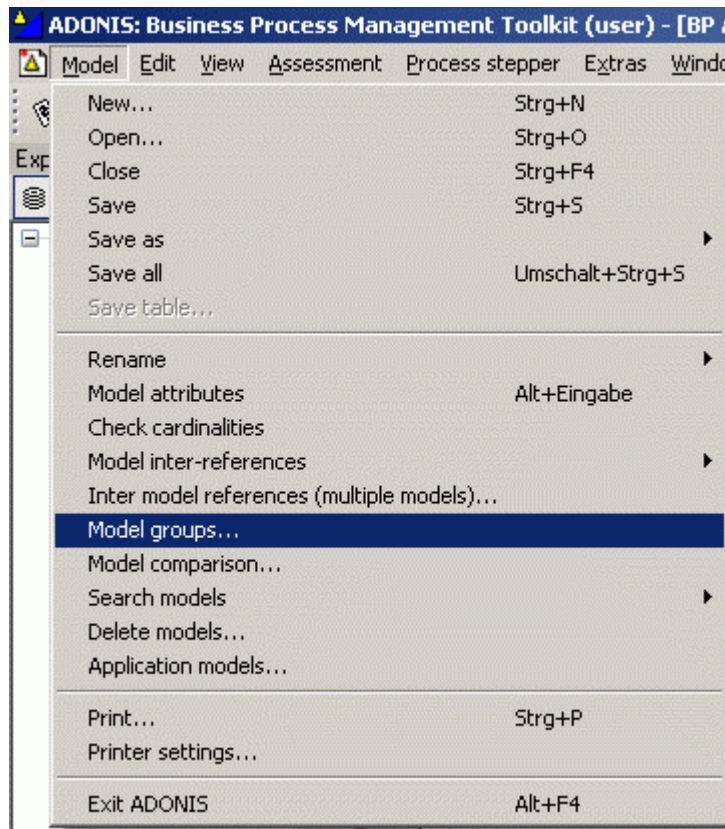 ADONIS: Business Process Management Toolkit (user) - [BP
Model Edit View Assessment Process stepper Extras
New... Strg+N
Open... Strg+O
Close Strg+F4
Save Strg+S
Save as
Save all Umschalt+Strg+S
Save table...
Rename
Model attributes Alt+Eingabe
Check cardinalities
Model inter-references
Inter model references (multiple models)...
Model groups...
Model comparison...
Search models
Delete models...
Application models...
Print... Strg+P
Printer settings...
Exit ADONIS Alt+F4